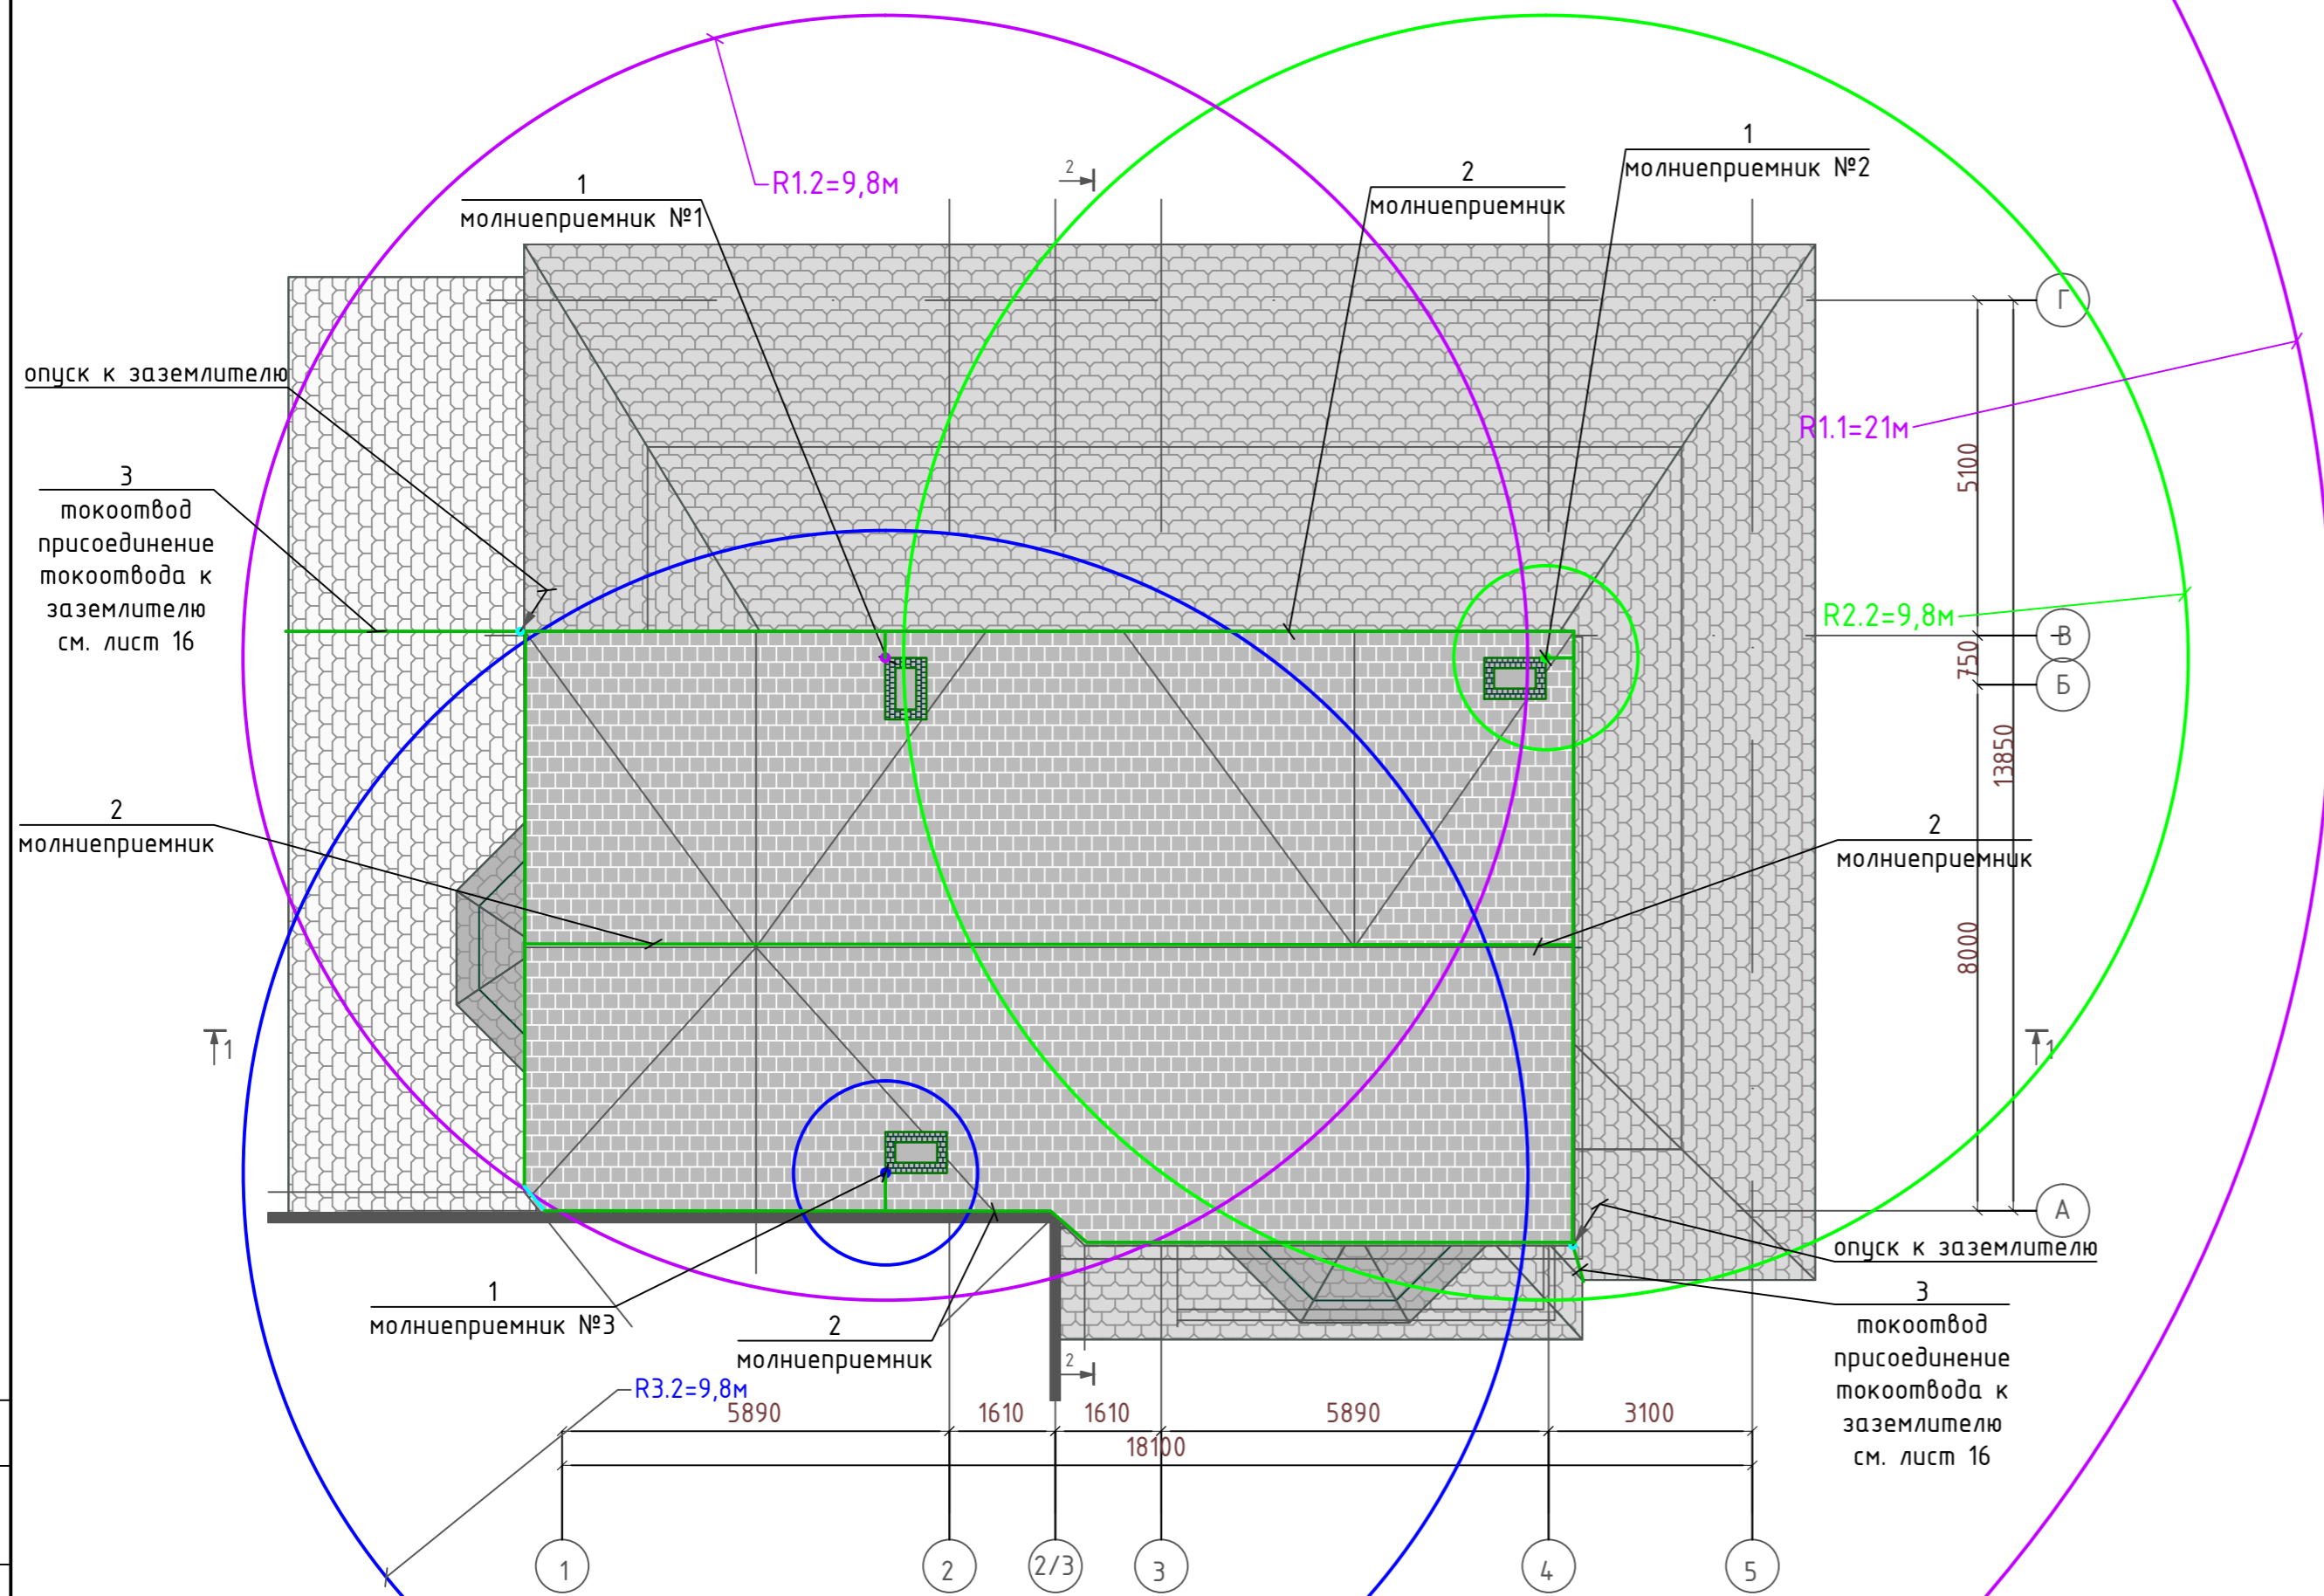 R1.2=9,8м
1
молниеприемник №1
2
2
молниеприемник
1
молниеприемник №2
Г
опуск к заземлителю
R1.1=21м
5100
3
токоотвод
присоединение
токоотвода к
заземлителю
см. лист 16
R2.2=9,8м
В
750
Б
13850
2
молниеприемник
2
молниеприемник
8000
1
1
А
опуск к заземлителю
1
молниеприемник №3
2
молниеприемник
2
3
токоотвод
присоединение
токоотвода к
заземлителю
см. лист 16
R3.2=9,8м
5890
1610
1610
5890
3100
18100
1
2
2/3
3
4
5